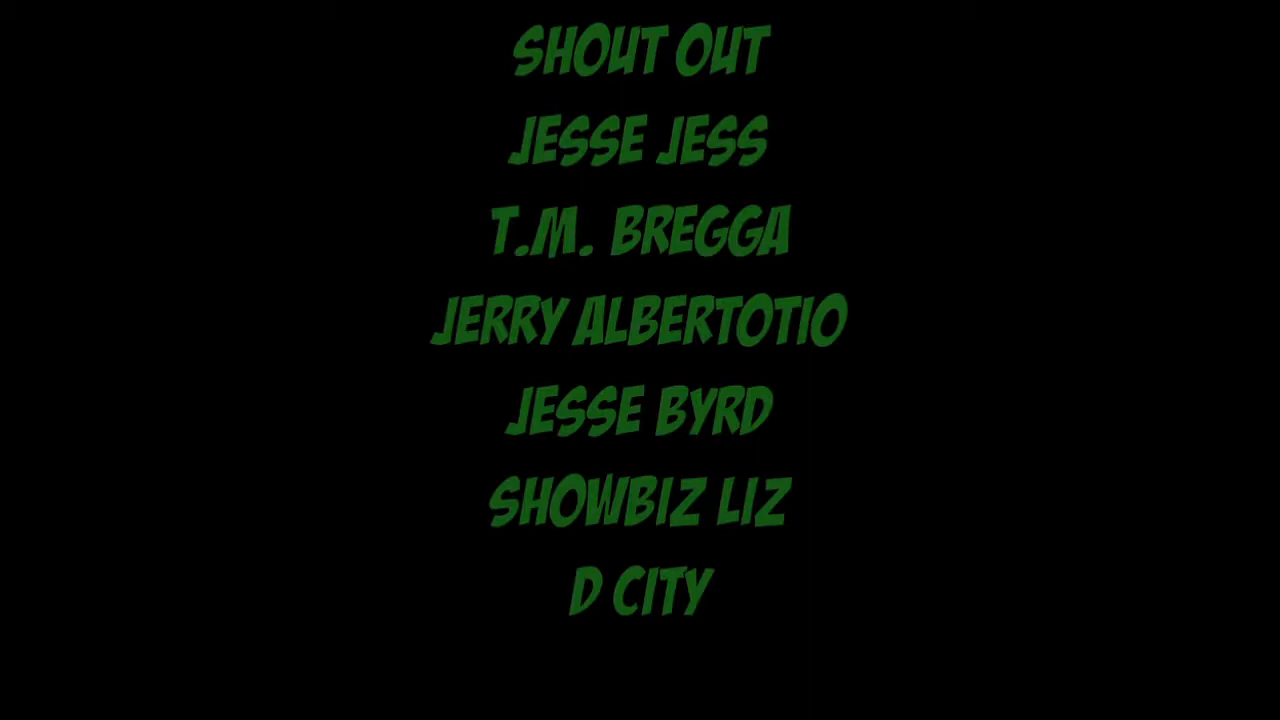 SHOUT OUT
JESSE JESS
T.M. BREGGA
JERRY ALBERTOTIO
JESSE BYRD
SHOWBIZ LIZ
D CITY